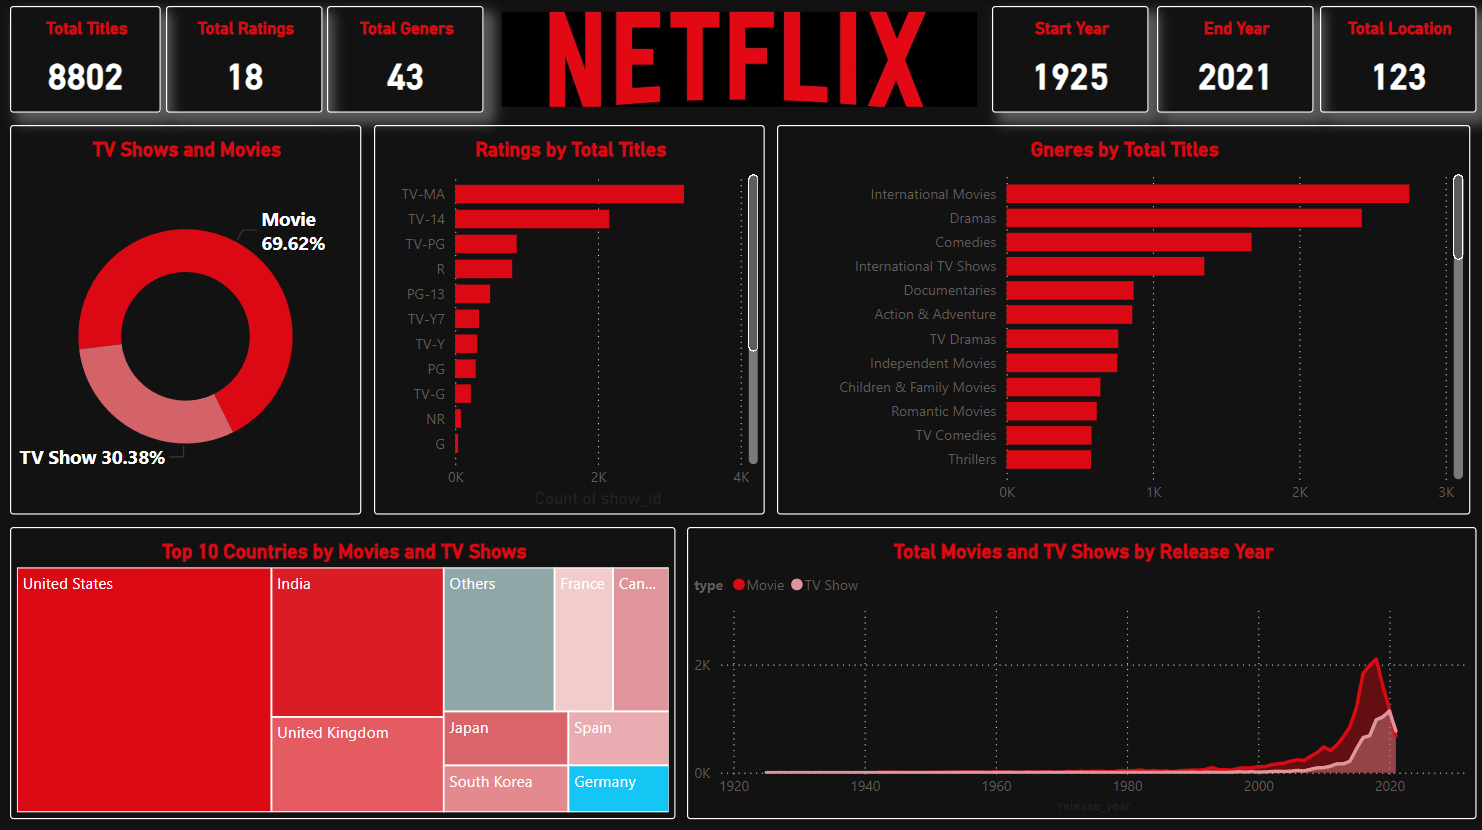 Total Titles
8802
Total Ratings
18
Total Geners
43
NETFLIX
Start Year
1925
End Year
2021
Total Location
123
TV Shows and Movies
Movie
69.62%
TV Show 30.38%
Ratings by Total Titles
TV-MA
TV-14
TV-PG
R
PG-13
TV-Y7
TV-Y
PG
TV-G
NR
G
0K 2K 4K
Count of show_id
Gneres by Total Titles
International Movies
Dramas
Comedies
International TV Shows
Documentaries
Action & Adventure
TV Dramas
Independent Movies
Children & Family Movies
Romantic Movies
TV Comedies
Thrillers
0K 1K 2K 3K
Top 10 Countries by Movies and TV Shows
United States
India
United Kingdom
Others
France
Can...
Japan
Spain
South Korea
Germany
Total Movies and TV Shows by Release Year
type Movie TV Show
2K
0K
1920 1940 1960 1980 2000 2020
release_year